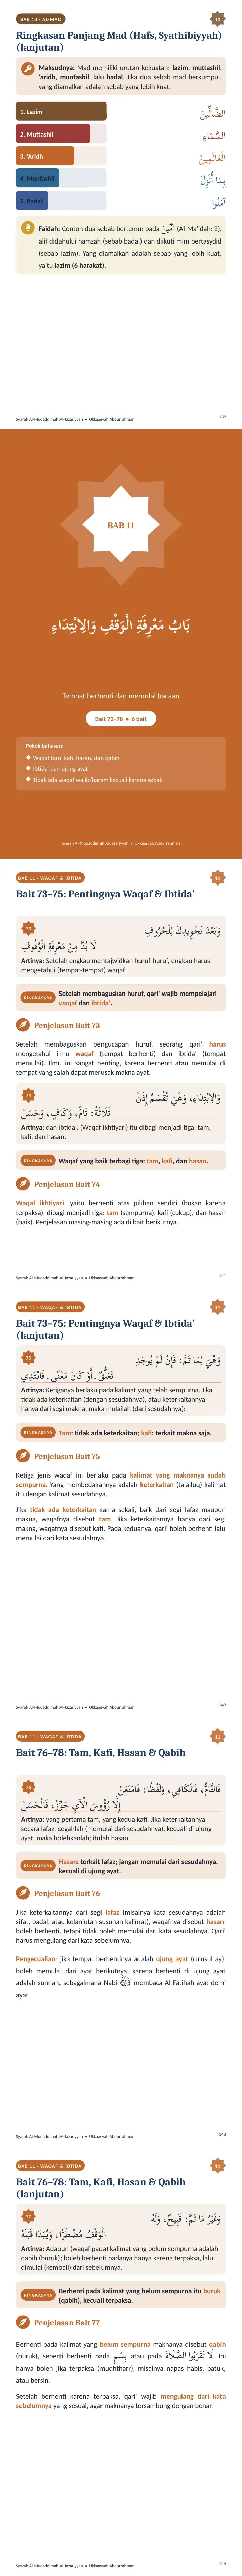 BAB 10 · AL-MAD
10
Ringkasan Panjang Mad (Hafs, Syathibiyyah)
(lanjutan)
Maksudnya: Mad memiliki urutan kekuatan: lazim, muttashil,
'aridh, munfashil, lalu badal. Jika dua sebab mad berkumpul,
yang diamalkan adalah sebab yang lebih kuat.
1. Lazim
الضَّالِّينَ
2. Muttashil
السَّمَاءِ
3. 'Aridh
الْعَالَمِينْ
4. Munfashil
بِمَا أُنْزِلَ
5. Badal
آمَنُوا
Faidah: Contoh dua sebab bertemu: pada آمِّينَ (Al-Ma'idah: 2),
alif didahului hamzah (sebab badal) dan diikuti mim bertasydid
(sebab lazim). Yang diamalkan adalah sebab yang lebih kuat,
yaitu lazim (6 harakat).
Syarah Al-Muqaddimah Al-Jazariyyah • Ukkasyah Abdurrahman
139
BAB 11
بَابُ مَعْرِفَةِ الْوَقْفِ وَالِابْتِدَاءِ
Tempat berhenti dan memulai bacaan
Bait 73–78 • 6 bait
Pokok bahasan:
◆ Waqaf tam, kafi, hasan, dan qabih
◆ Ibtida' dan ujung ayat
◆ Tidak ada waqaf wajib/haram kecuali karena sebab
Syarah Al-Muqaddimah Al-Jazariyyah • Ukkasyah Abdurrahman
BAB 11 · WAQAF & IBTIDA'
11
Bait 73–75: Pentingnya Waqaf & Ibtida'
73
وَبَعْدَ تَجْوِيدِكَ لِلْحُرُوفِ
لَا بُدَّ مِنْ مَعْرِفَةِ الْوُقُوفِ
Artinya: Setelah engkau mentajwidkan huruf-huruf, engkau harus
mengetahui (tempat-tempat) waqaf
RINGKASNYA
Setelah membaguskan huruf, qari' wajib mempelajari
waqaf dan ibtida'.
Penjelasan Bait 73
Setelah membaguskan pengucapan huruf, seorang qari' harus
mengetahui ilmu waqaf (tempat berhenti) dan ibtida' (tempat
memulai). Ilmu ini sangat penting, karena berhenti atau memulai di
tempat yang salah dapat merusak makna ayat.
74
وَالِابْتِدَاءِ، وَهْيَ تُقْسَمُ إِذَنْ
ثَلَاثَةً: تَامٌ، وَكَافٍ، وَحَسَنْ
Artinya: dan ibtida'. (Waqaf ikhtiyari) itu dibagi menjadi tiga: tam,
kafi, dan hasan.
RINGKASNYA
Waqaf yang baik terbagi tiga: tam, kafi, dan hasan.
Penjelasan Bait 74
Waqaf ikhtiyari, yaitu berhenti atas pilihan sendiri (bukan karena
terpaksa), dibagi menjadi tiga: tam (sempurna), kafi (cukup), dan hasan
(baik). Penjelasan masing-masing ada di bait berikutnya.
Syarah Al-Muqaddimah Al-Jazariyyah • Ukkasyah Abdurrahman
141
BAB 11 · WAQAF & IBTIDA'
11
Bait 73–75: Pentingnya Waqaf & Ibtida'
(lanjutan)
75
وَهْيَ لِمَا تَمَّ: فَإِنْ لَمْ يُوجَدِ
تَعَلُّقٌ ـ أَوْ كَانَ مَعْنًى ـ فَابْتَدِي
Artinya: Ketiganya berlaku pada kalimat yang telah sempurna. Jika
tidak ada keterkaitan (dengan sesudahnya), atau keterkaitannya
hanya dari segi makna, maka mulailah (dari sesudahnya):
RINGKASNYA
Tam: tidak ada keterkaitan; kafi: terkait makna saja.
Penjelasan Bait 75
Ketiga jenis waqaf ini berlaku pada kalimat yang maknanya sudah
sempurna. Yang membedakannya adalah keterkaitan (ta'alluq) kalimat
itu dengan kalimat sesudahnya.
Jika tidak ada keterkaitan sama sekali, baik dari segi lafaz maupun
makna, waqafnya disebut tam. Jika keterkaitannya hanya dari segi
makna, waqafnya disebut kafi. Pada keduanya, qari' boleh berhenti lalu
memulai dari kata sesudahnya.
Syarah Al-Muqaddimah Al-Jazariyyah • Ukkasyah Abdurrahman
142
BAB 11 · WAQAF & IBTIDA'
11
Bait 76–78: Tam, Kafi, Hasan & Qabih
76
فَالتَّامُ، فَالْكَافِي، وَلَفْظًا: فَامْنَعَنْ
إِلَّا رُؤُوسَ الْآيِ جَوِّزْ، فَالْحَسَنْ
Artinya: yang pertama tam, yang kedua kafi. Jika keterkaitannya
secara lafaz, cegahlah (memulai dari sesudahnya), kecuali di ujung
ayat, maka bolehkanlah; itulah hasan.
RINGKASNYA
Hasan: terkait lafaz; jangan memulai dari sesudahnya,
kecuali di ujung ayat.
Penjelasan Bait 76
Jika keterkaitannya dari segi lafaz (misalnya kata sesudahnya adalah
sifat, badal, atau kelanjutan susunan kalimat), waqafnya disebut hasan:
boleh berhenti, tetapi tidak boleh memulai dari kata sesudahnya. Qari'
harus mengulang dari kata sebelumnya.
Pengecualian: jika tempat berhentinya adalah ujung ayat (ru'usul ay),
boleh memulai dari ayat berikutnya, karena berhenti di ujung ayat
adalah sunnah, sebagaimana Nabi ﷺ membaca Al-Fatihah ayat demi
ayat.
Syarah Al-Muqaddimah Al-Jazariyyah • Ukkasyah Abdurrahman
143
BAB 11 · WAQAF & IBTIDA'
11
Bait 76–78: Tam, Kafi, Hasan & Qabih
(lanjutan)
77
وَغَيْرُ مَا تَمَّ: قَبِيحٌ، وَلَهُ
الْوَقْفُ مُضْطَرًّا، وَيُبْدَا قَبْلَهُ
Artinya: Adapun (waqaf pada) kalimat yang belum sempurna adalah
qabih (buruk); boleh berhenti padanya hanya karena terpaksa, lalu
dimulai (kembali) dari sebelumnya.
RINGKASNYA
Berhenti pada kalimat yang belum sempurna itu buruk
(qabih), kecuali terpaksa.
Penjelasan Bait 77
Berhenti pada kalimat yang belum sempurna maknanya disebut qabih
(buruk), seperti berhenti pada بِسْمِ atau pada لَا تَقْرَبُوا الصَّلَاةَ. Ini
hanya boleh jika terpaksa (mudhtharr), misalnya napas habis, batuk,
atau bersin.
Setelah berhenti karena terpaksa, qari' wajib mengulang dari kata
sebelumnya yang sesuai, agar maknanya tersambung dengan benar.
Syarah Al-Muqaddimah Al-Jazariyyah • Ukkasyah Abdurrahman
144